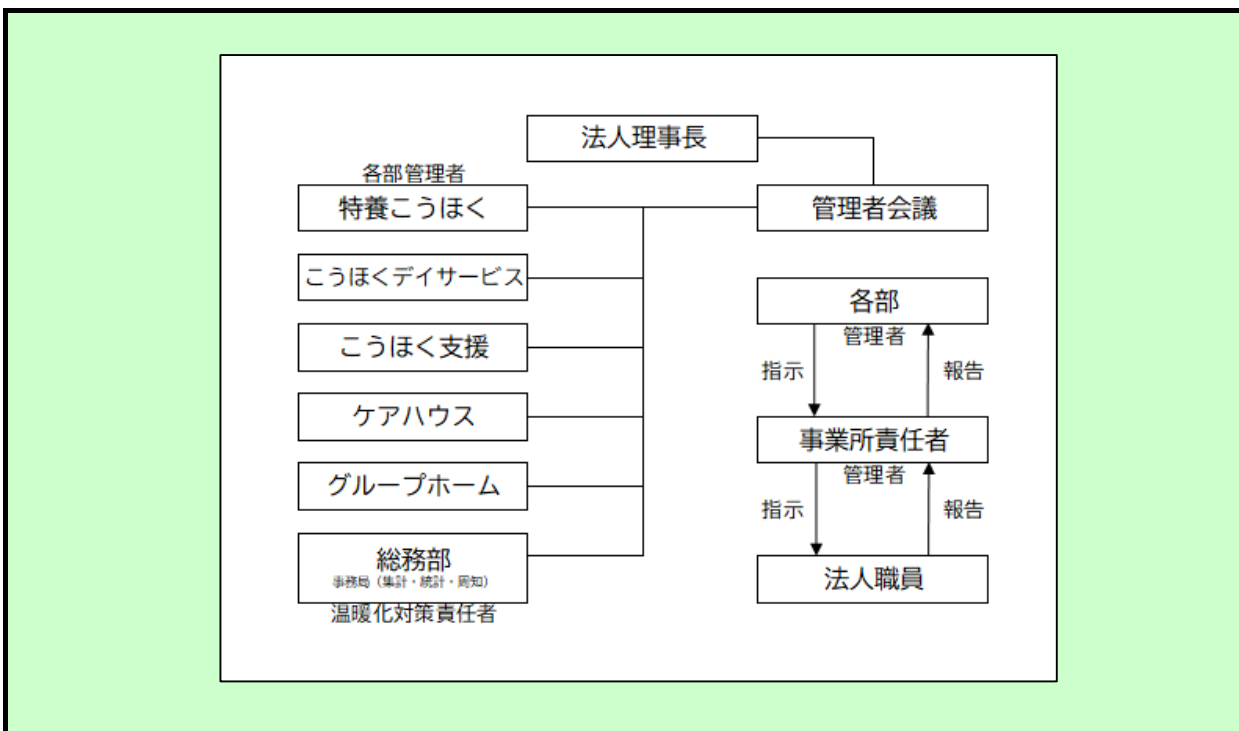 法人理事長
各部管理者
特養こうほく
こうほくデイサービス
こうほく支援
ケアハウス
グループホーム
総務部
事務局（集計・統計・周知）
温暖化対策責任者
管理者会議
各部
管理者
指示
報告
事業所責任者
管理者
指示
報告
法人職員